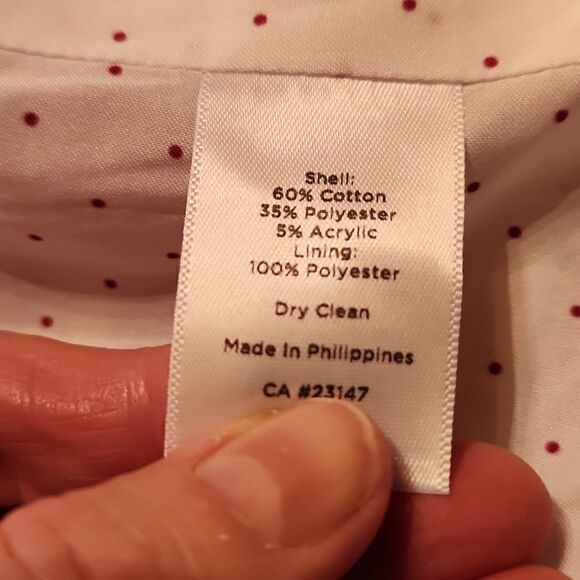 Shell:
60% Cotton
35% Polyester
5% Acrylic
Lining:
100% Polyester
Dry Clean
Made In Philippines
CA #23147